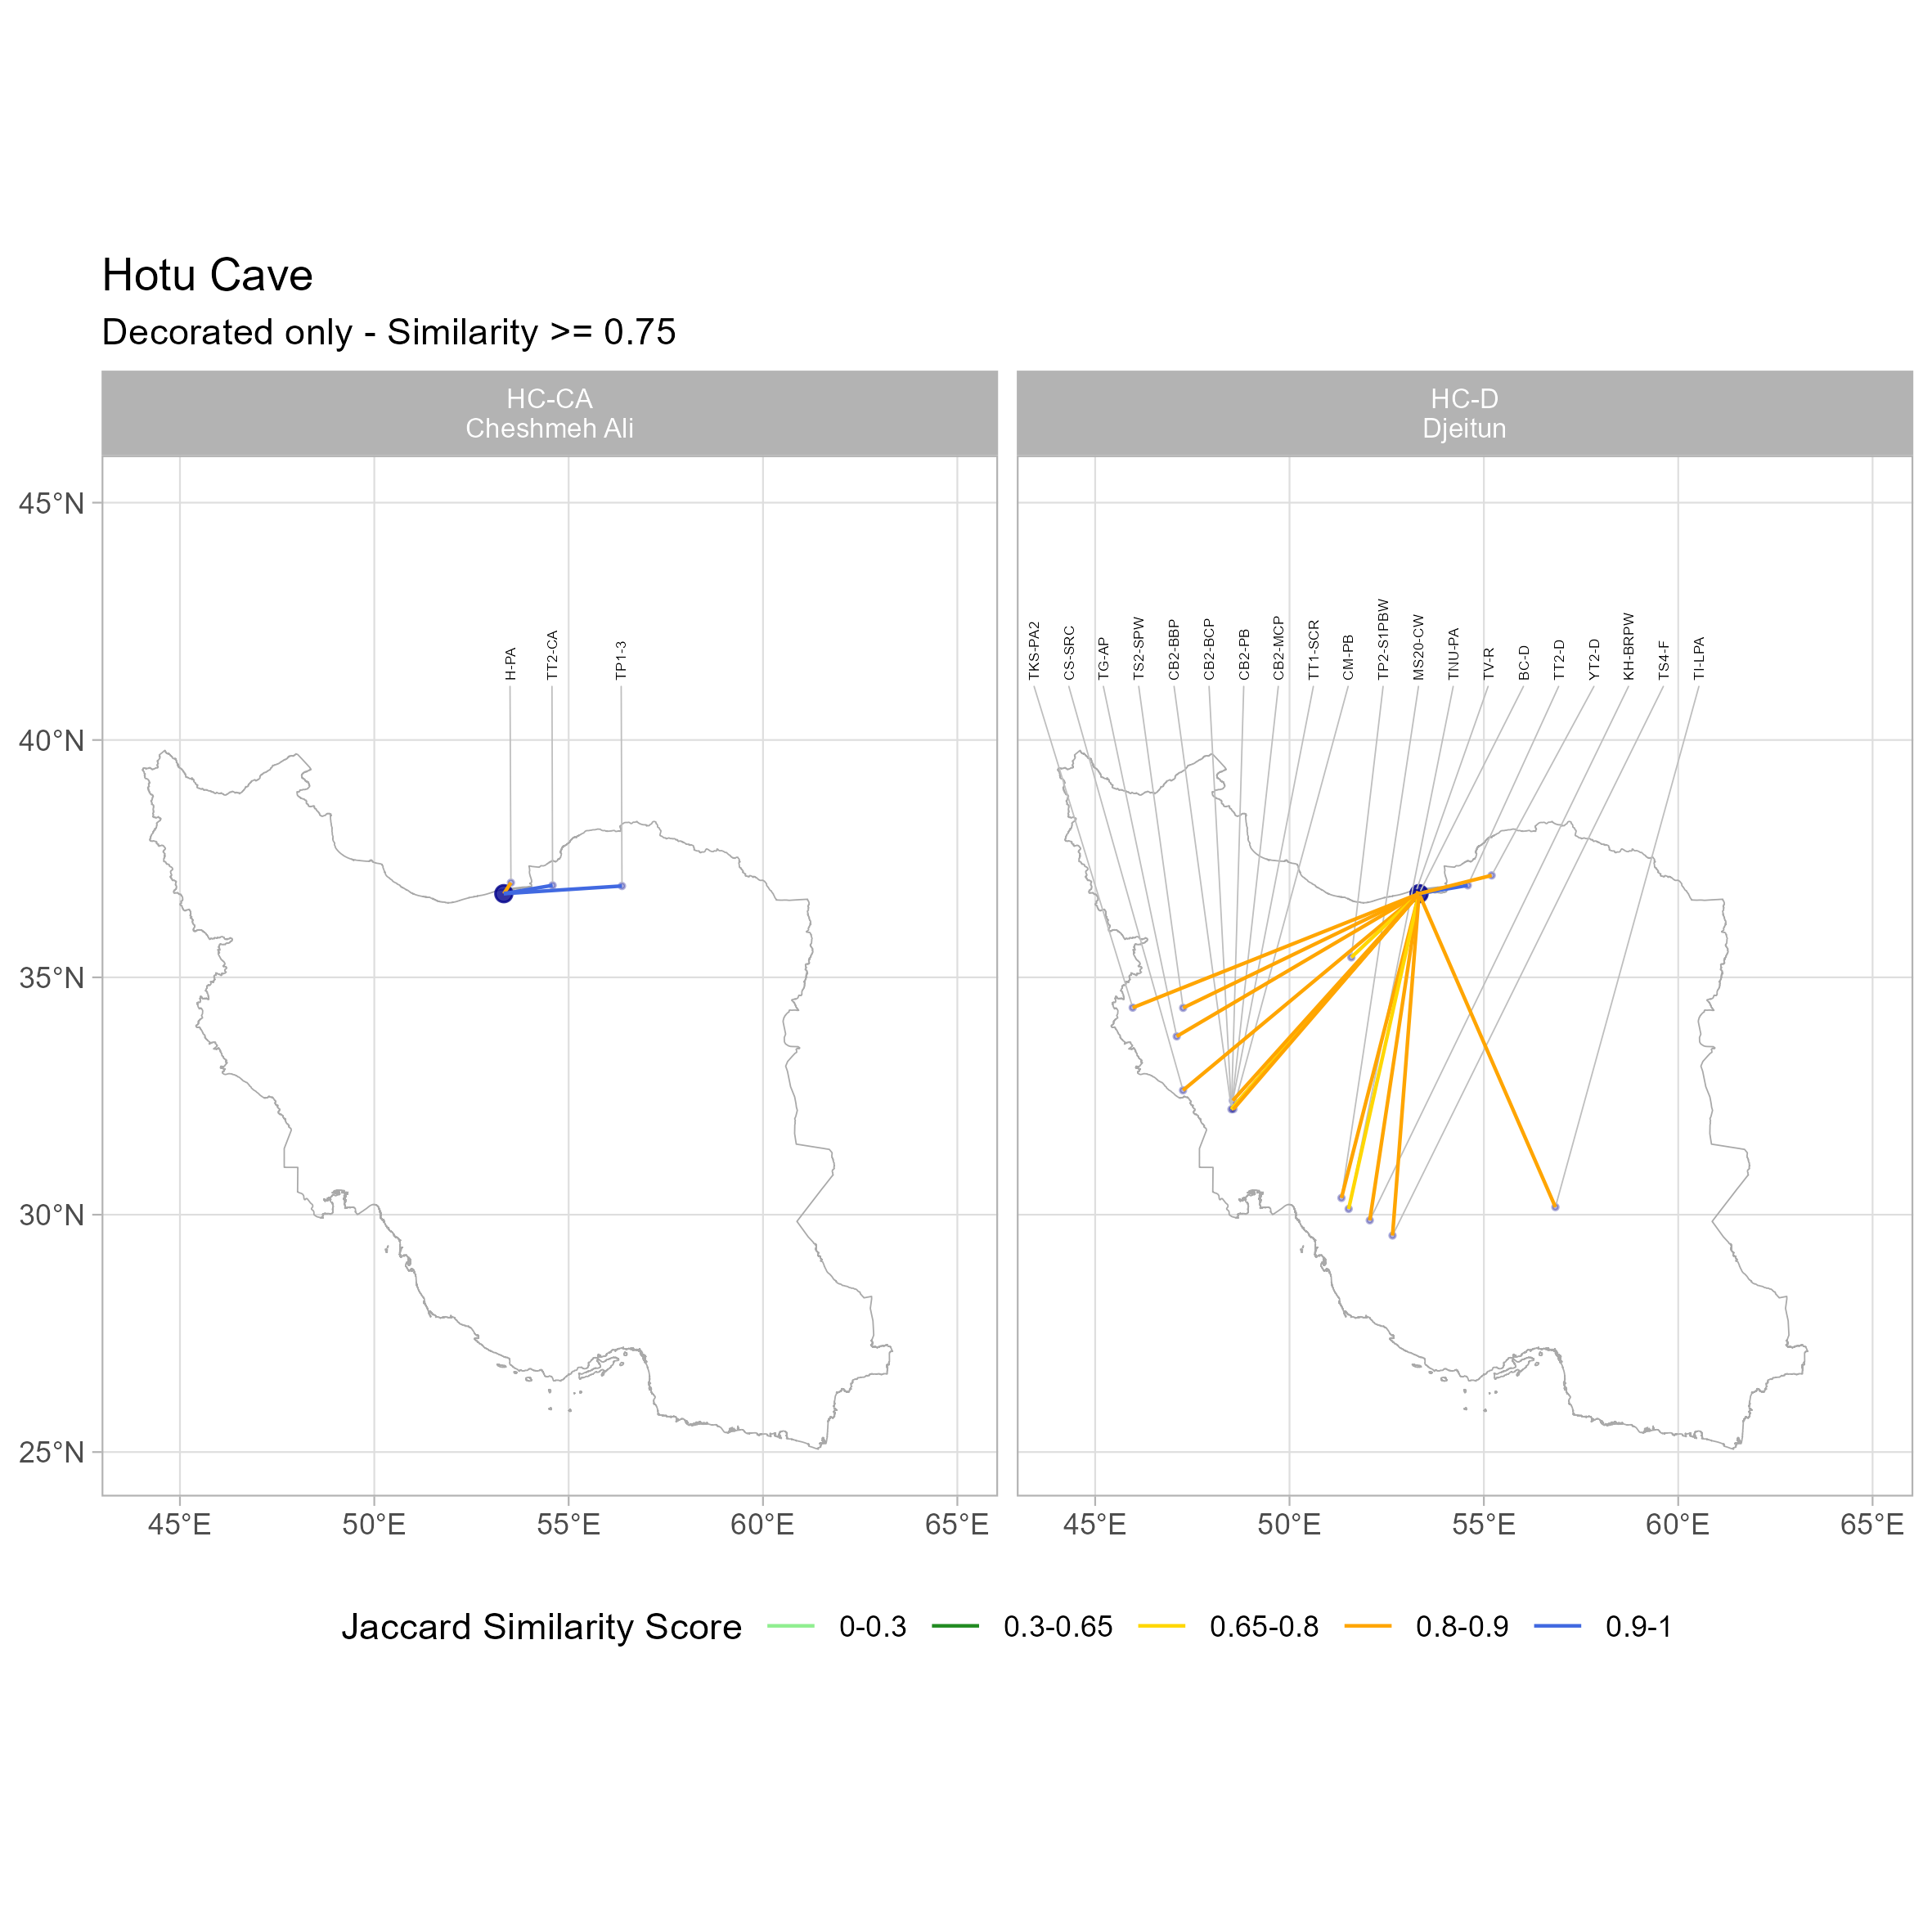 Hotu Cave
Decorated only - Similarity >= 0.75
HC-CA
Cheshmeh Ali
HC-D
Djeitun
45°N
40°N
35°N
30°N
25°N
H-PA
TT2-CA
TP1-3
TKS-PA2
CS-SRC
TG-AP
TS2-SPW
CB2-BBP
CB2-BCP
CB2-PB
CB2-MCP
TT1-SCR
CM-PB
TP2-S1PBW
MS20-CW
TNU-PA
TV-R
BC-D
TT2-D
YT2-D
KH-BRPW
TS4-F
TI-LPA
45°E 50°E 55°E 60°E 65°E
45°E 50°E 55°E 60°E 65°E
Jaccard Similarity Score 0-0.3 0.3-0.65 0.65-0.8 0.8-0.9 0.9-1